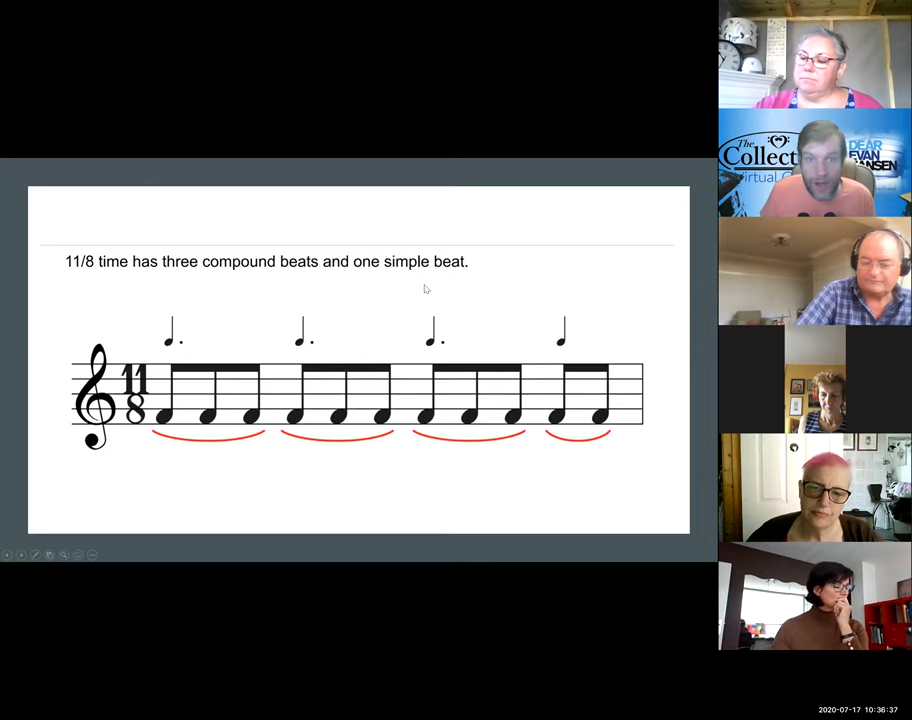 11/8 time has three compound beats and one simple beat.
11
8
The
Collect
Virtual
DEAR
EVAN
HANSEN
2020-07-17 10:36:37